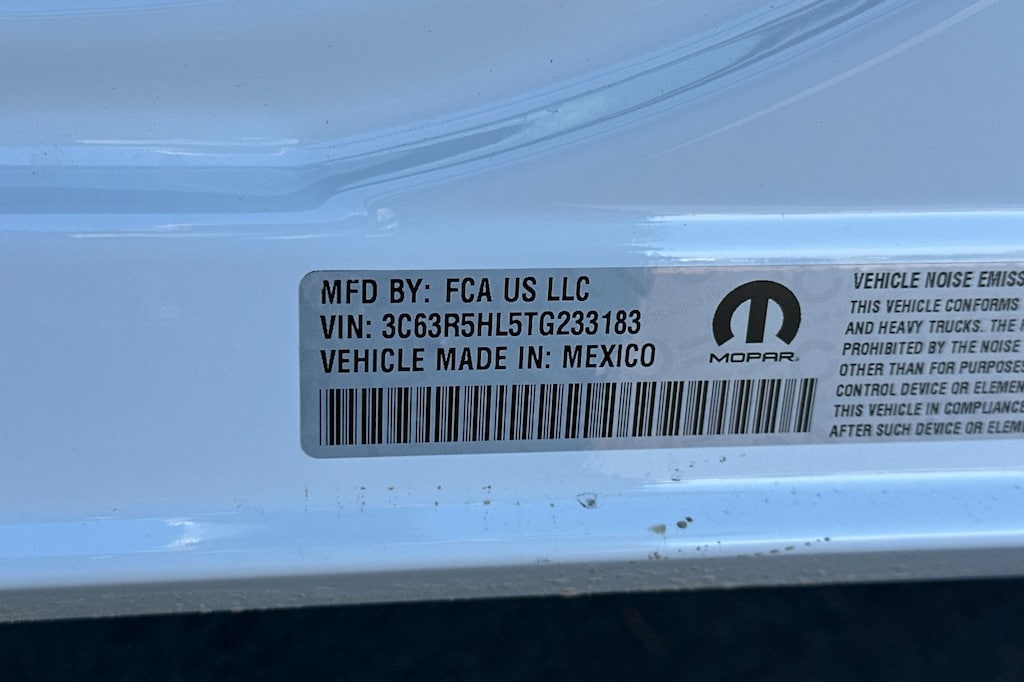 MFD BY: FCA US LLC
VIN: 3C63R5HL5TG233183
VEHICLE MADE IN: MEXICO
MOPAR
VEHICLE NOISE EMISS
THIS VEHICLE CONFORMS
AND HEAVY TRUCKS. THE
PROHIBITED BY THE NOISE
OTHER THAN FOR PURPOSES
CONTROL DEVICE OR ELEMEN
THIS VEHICLE IN COMPLIANCE
AFTER SUCH DEVICE OR ELEME